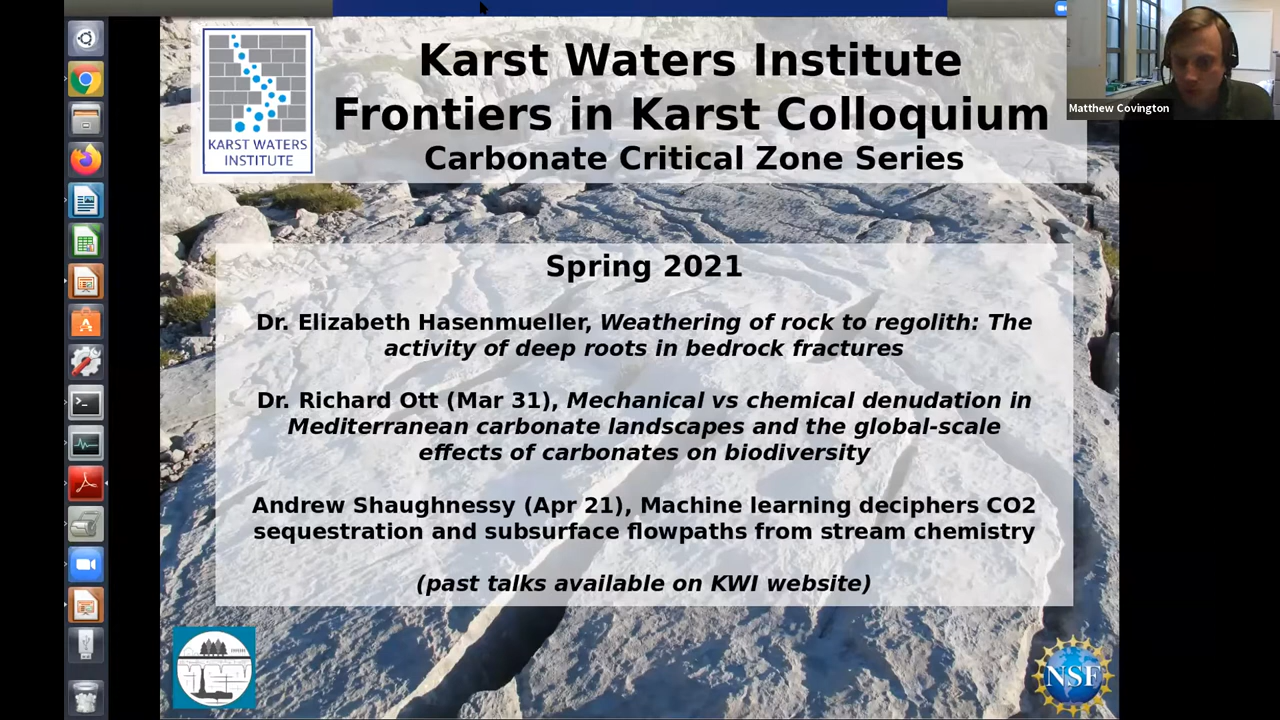 Karst Waters Institute
Frontiers in Karst Colloquium
Carbonate Critical Zone Series
KARST WATERS
INSTITUTE
Matthew Covington
Spring 2021
Dr. Elizabeth Hasenmueller, Weathering of rock to regolith: The
activity of deep roots in bedrock fractures
Dr. Richard Ott (Mar 31), Mechanical vs chemical denudation in
Mediterranean carbonate landscapes and the global-scale
effects of carbonates on biodiversity
Andrew Shaughnessy (Apr 21), Machine learning deciphers CO2
sequestration and subsurface flowpaths from stream chemistry
(past talks available on KWI website)
NSF